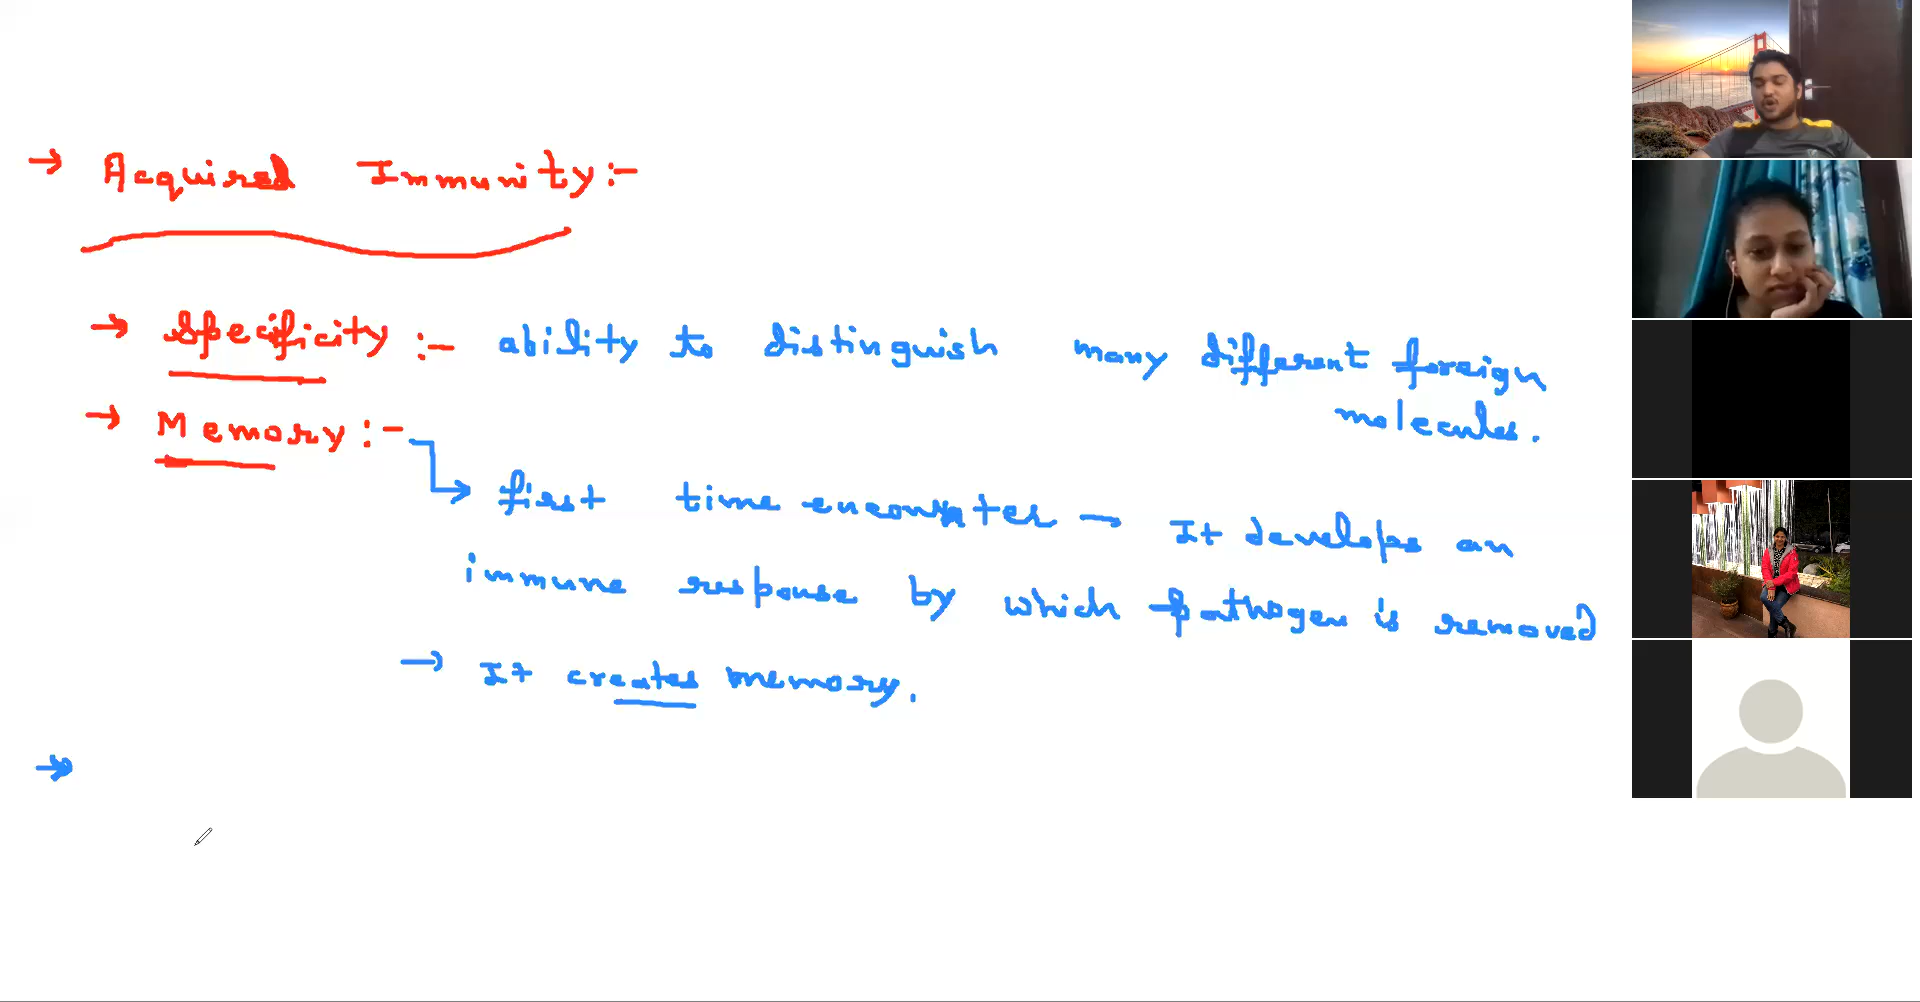 → Acquired Immunity:-
→ Specificity :- ability to distinguish many different foreign
molecules.
→ Memory :-
→ first time encounter — It develops an
immune response by which pathogen is removed
→ It creates memory.
→